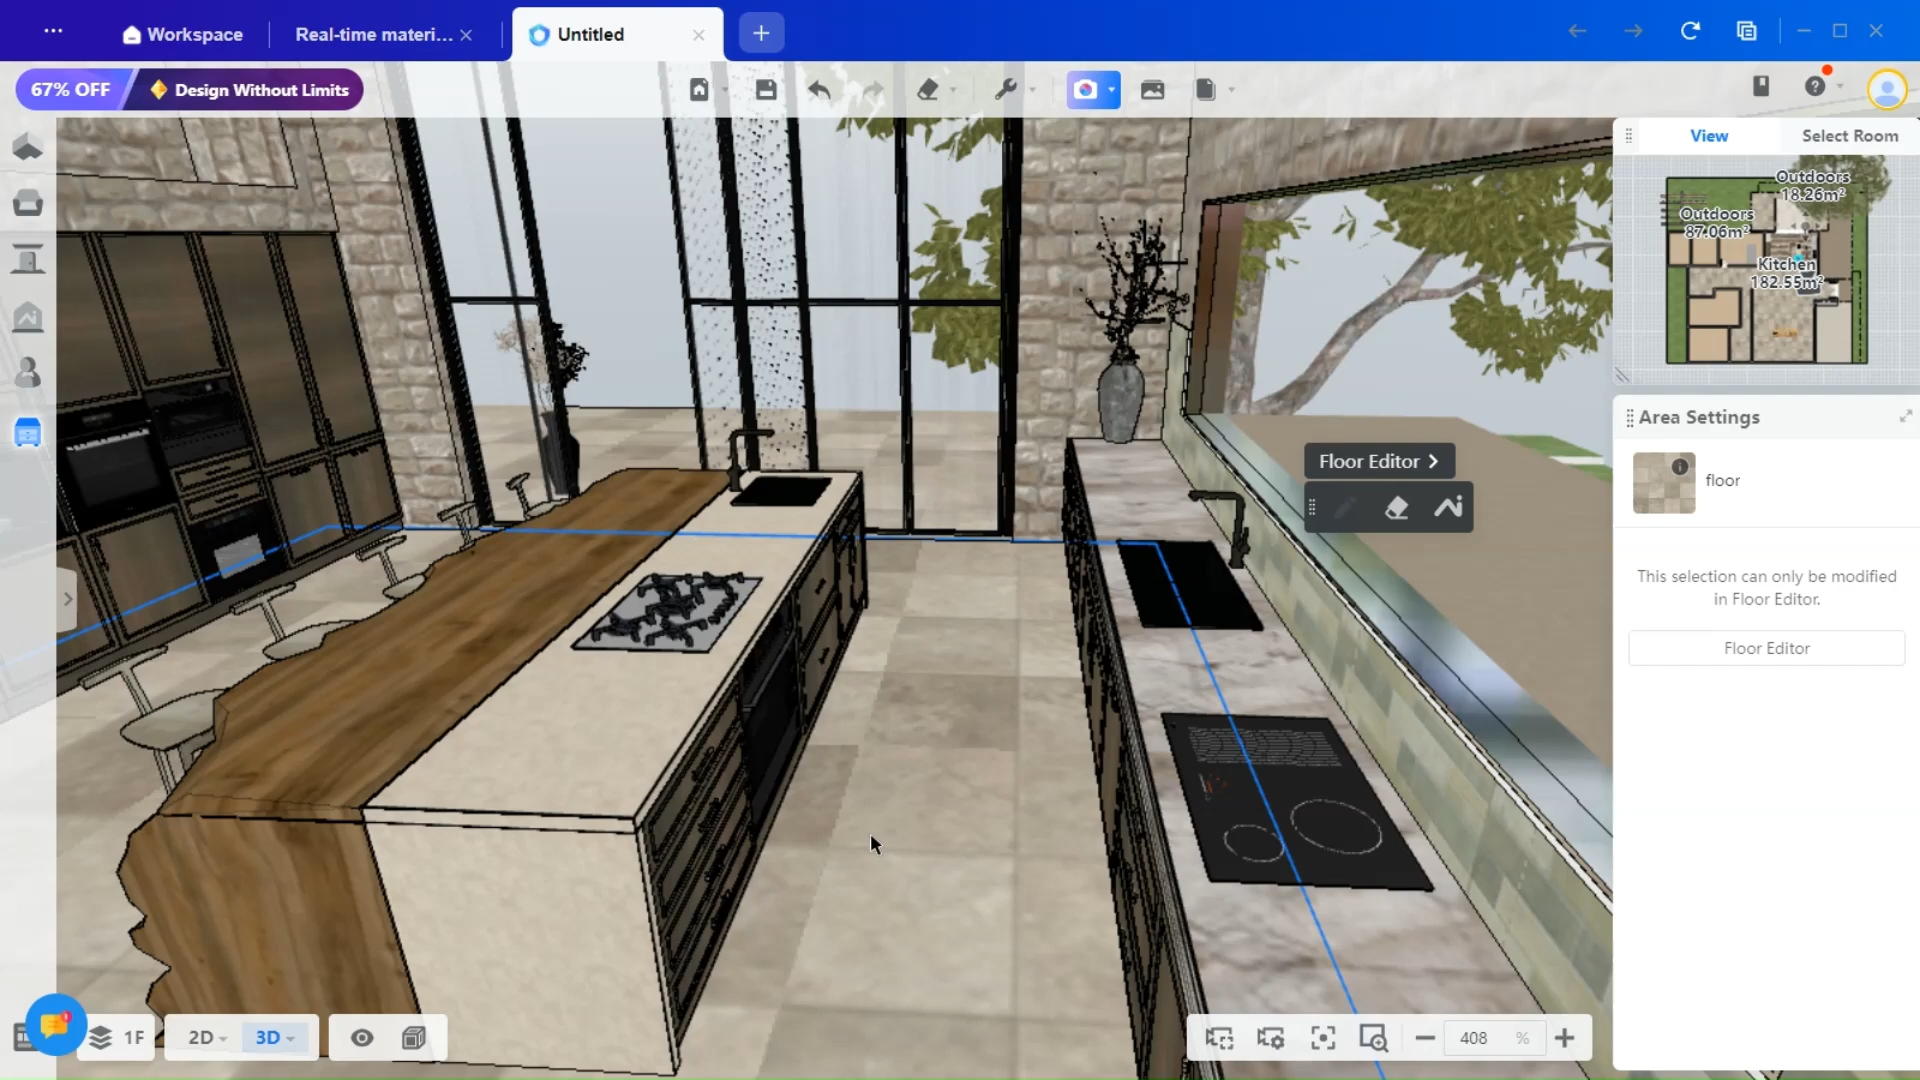 Workspace
Real-time materi...
Untitled
67% OFF
Design Without Limits
View
Select Room
Outdoors
18.26m²
Outdoors
87.06m²
Kitchen
182.55m²
Area Settings
floor
Floor Editor
This selection can only be modified
in Floor Editor.
Floor Editor
1F
2D
3D
408 %